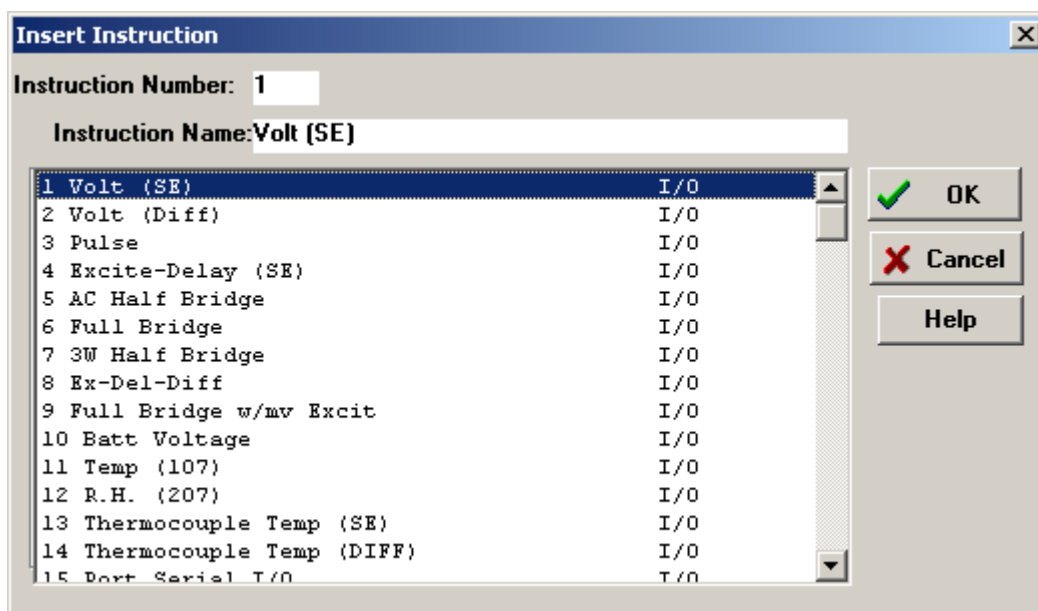 Insert Instruction
Instruction Number: 1
Instruction Name: Volt (SE)
1 Volt (SE) I/O
2 Volt (Diff) I/O
3 Pulse I/O
4 Excite-Delay (SE) I/O
5 AC Half Bridge I/O
6 Full Bridge I/O
7 3W Half Bridge I/O
8 Ex-Del-Diff I/O
9 Full Bridge w/mv Excit I/O
10 Batt Voltage I/O
11 Temp (107) I/O
12 R.H. (207) I/O
13 Thermocouple Temp (SE) I/O
14 Thermocouple Temp (DIFF) I/O
15 Port Serial I/O I/O
OK
Cancel
Help